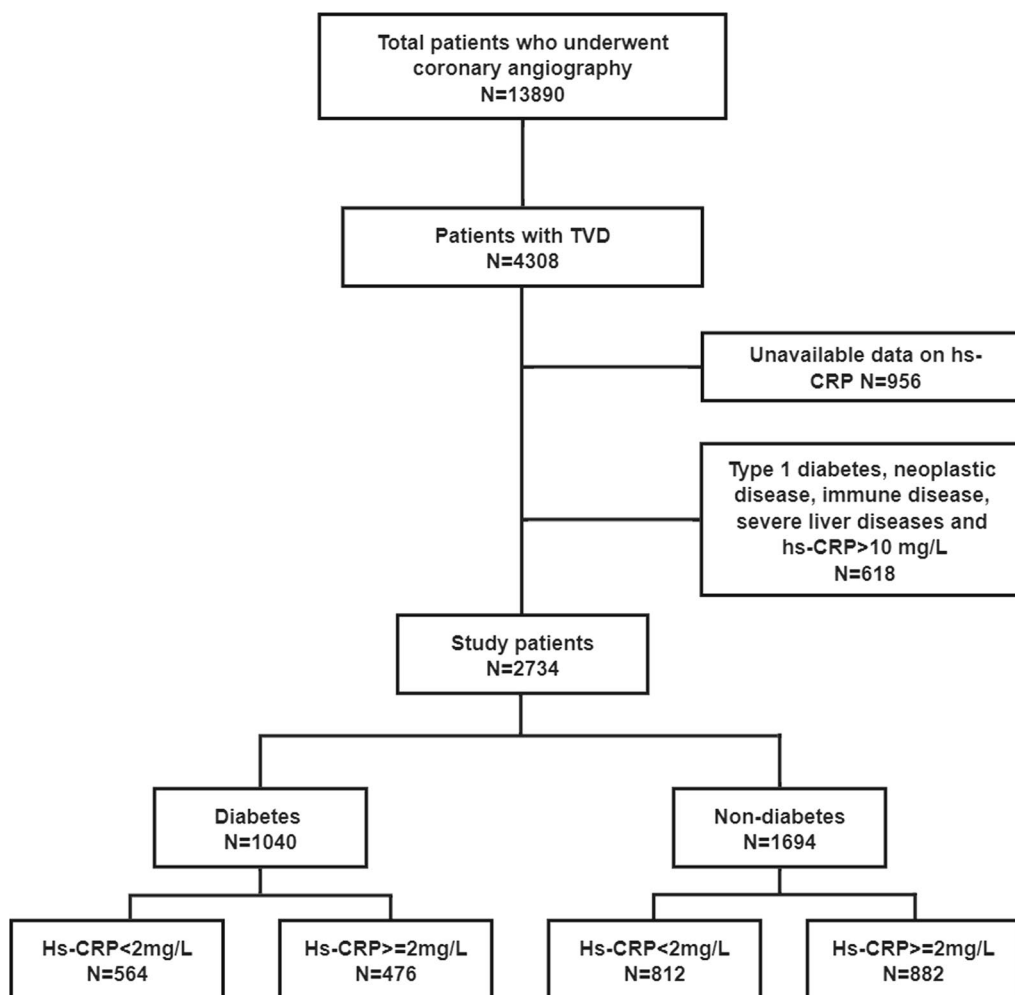 Total patients who underwent
coronary angiography
N=13890
Patients with TVD
N=4308
Unavailable data on hs-
CRP N=956
Type 1 diabetes, neoplastic
disease, immune disease,
severe liver diseases and
hs-CRP>10 mg/L
N=618
Study patients
N=2734
Diabetes
N=1040
Non-diabetes
N=1694
Hs-CRP<2mg/L
N=564
Hs-CRP>=2mg/L
N=476
Hs-CRP<2mg/L
N=812
Hs-CRP>=2mg/L
N=882